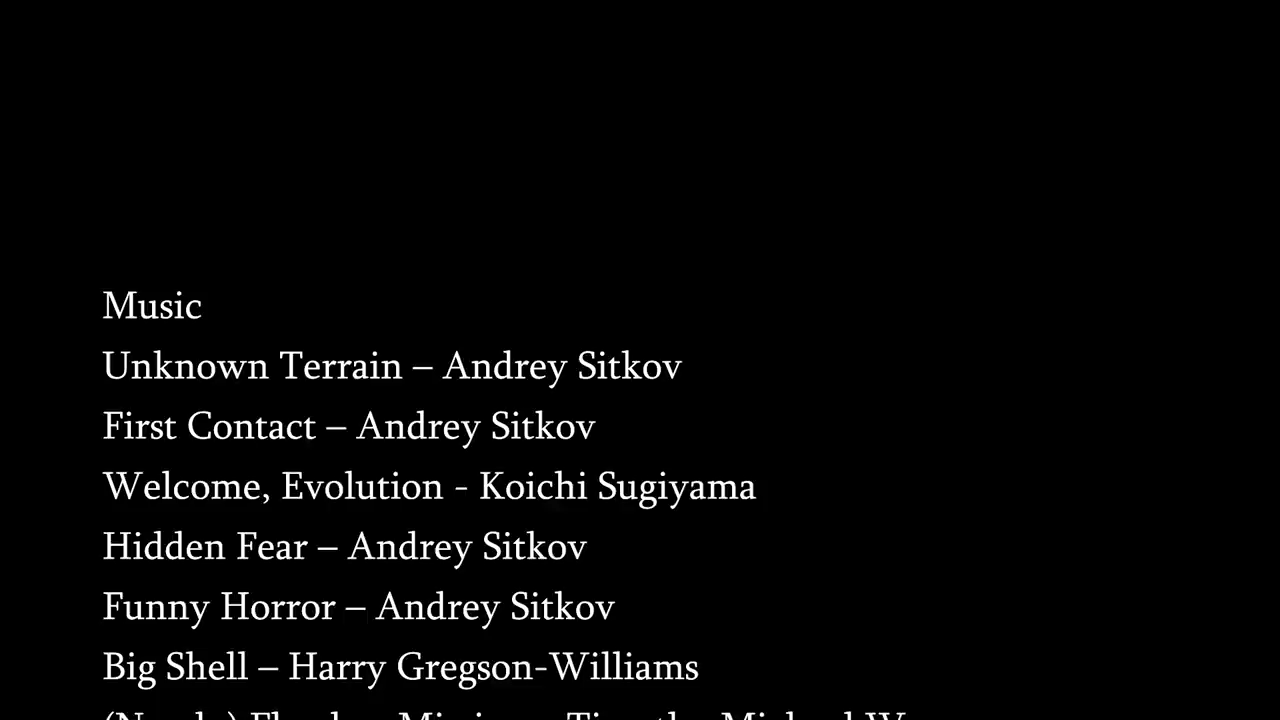 Music
Unknown Terrain – Andrey Sitkov
First Contact – Andrey Sitkov
Welcome, Evolution - Koichi Sugiyama
Hidden Fear – Andrey Sitkov
Funny Horror – Andrey Sitkov
Big Shell – Harry Gregson-Williams